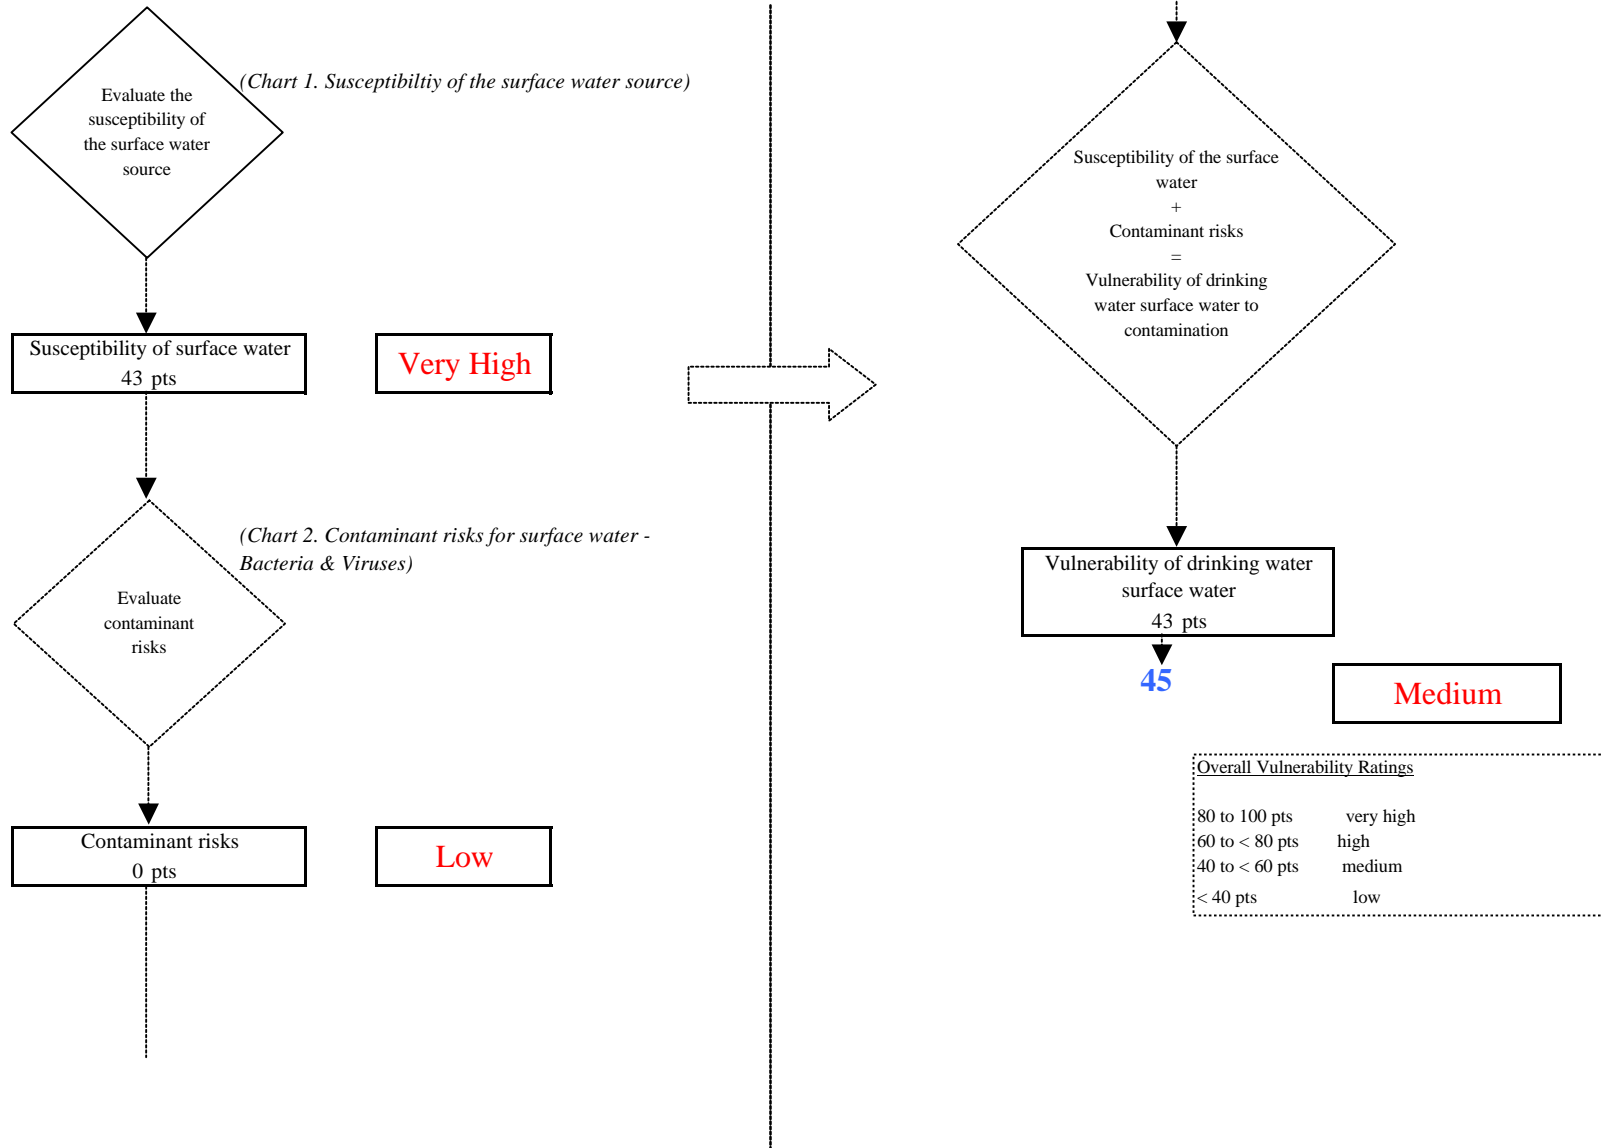 Evaluate the
susceptibility of
the surface water
source
(Chart 1. Susceptibiltiy of the surface water source)
Susceptibility of surface water
43 pts
Very High
(Chart 2. Contaminant risks for surface water -
Bacteria & Viruses)
Evaluate
contaminant
risks
Contaminant risks
0 pts
Low
Susceptibility of the surface
water
+
Contaminant risks
=
Vulnerability of drinking
water surface water to
contamination
Vulnerability of drinking water
surface water
43 pts
45
Medium
Overall Vulnerability Ratings
80 to 100 pts very high
60 to < 80 pts high
40 to < 60 pts medium
< 40 pts low